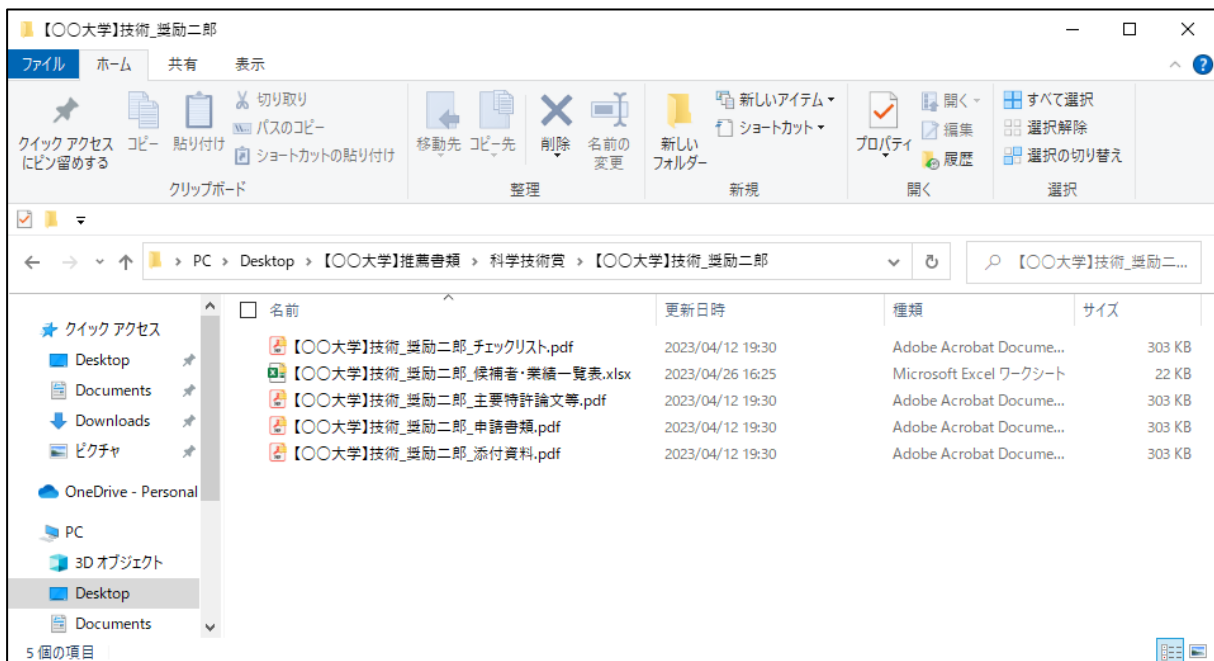 【〇〇大学】技術_奨励二郎
ファイル ホーム 共有 表示
クイック アクセス
にピン留めする
コピー
貼り付け
切り取り
パスのコピー
ショートカットの貼り付け
クリップボード
移動先
コピー先
削除
名前の
変更
整理
新しい
フォルダー
新しいアイテム
ショートカット
新規
プロパティ
開く
編集
履歴
開く
すべて選択
選択解除
選択の切り替え
選択
PC › Desktop › 【〇〇大学】推薦書類 › 科学技術賞 › 【〇〇大学】技術_奨励二郎
【〇〇大学】技術_奨励二...
クイック アクセス
Desktop
Documents
Downloads
ピクチャ
OneDrive - Personal
PC
3D オブジェクト
Desktop
Documents
名前 更新日時 種類 サイズ
【〇〇大学】技術_奨励二郎_チェックリスト.pdf 2023/04/12 19:30 Adobe Acrobat Docume... 303 KB
【〇〇大学】技術_奨励二郎_候補者・業績一覧表.xlsx 2023/04/26 16:25 Microsoft Excel ワークシート 22 KB
【〇〇大学】技術_奨励二郎_主要特許論文等.pdf 2023/04/12 19:30 Adobe Acrobat Docume... 303 KB
【〇〇大学】技術_奨励二郎_申請書類.pdf 2023/04/12 19:30 Adobe Acrobat Docume... 303 KB
【〇〇大学】技術_奨励二郎_添付資料.pdf 2023/04/12 19:30 Adobe Acrobat Docume... 303 KB
5 個の項目